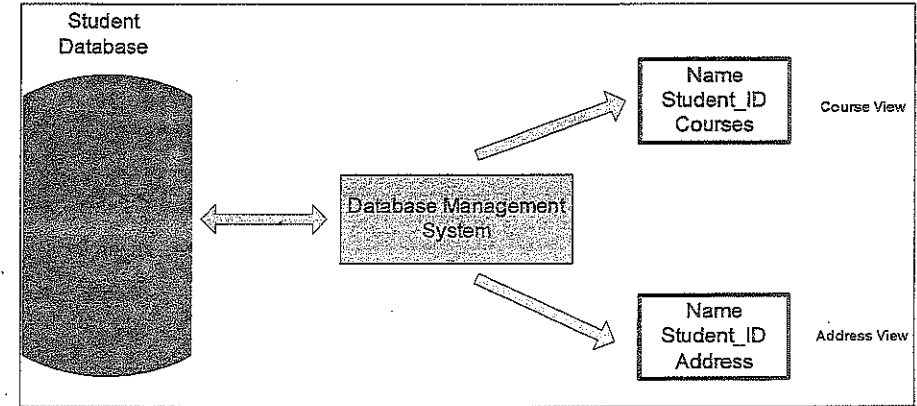 Student
Database
Database Management
System
Name
Student_ID
Courses
Course View
Name
Student_ID
Address
Address View